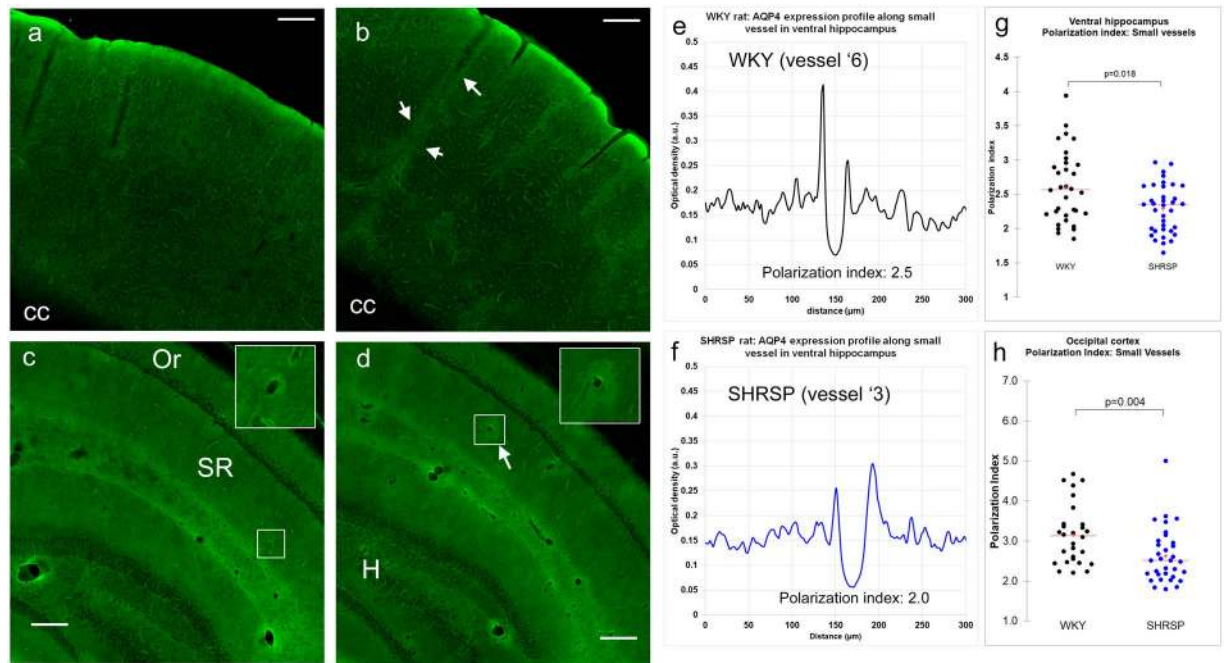 a
b
cc
cc
c
Or
SR
d
H
e
WKY rat: AQP4 expression profile along small
vessel in ventral hippocampus
WKY (vessel ‘6)
Optical density (a.u.)
0.5
0.45
0.4
0.35
0.3
0.25
0.2
0.15
0.1
0.05
0
Polarization index: 2.5
0 50 100 150 200 250 300
distance (µm)
f
SHRSP rat: AQP4 expression profile along small
vessel in ventral hippocampus
SHRSP (vessel ‘3)
Optical density (a.u.)
0.5
0.45
0.4
0.35
0.3
0.25
0.2
0.15
0.1
0.05
0
Polarization index: 2.0
0 50 100 150 200 250 300
Distance (µm)
g
Ventral hippocampus
Polarization index: Small vessels
p=0.018
Polarization index
4.5
4
3.5
3
2.5
2
1.5
1
WKY SHRSP
h
Occipital cortex
Polarization Index: Small Vessels
p=0.004
Polarization Index
7.0
6.0
5.0
4.0
3.0
2.0
1.0
WKY SHRSP